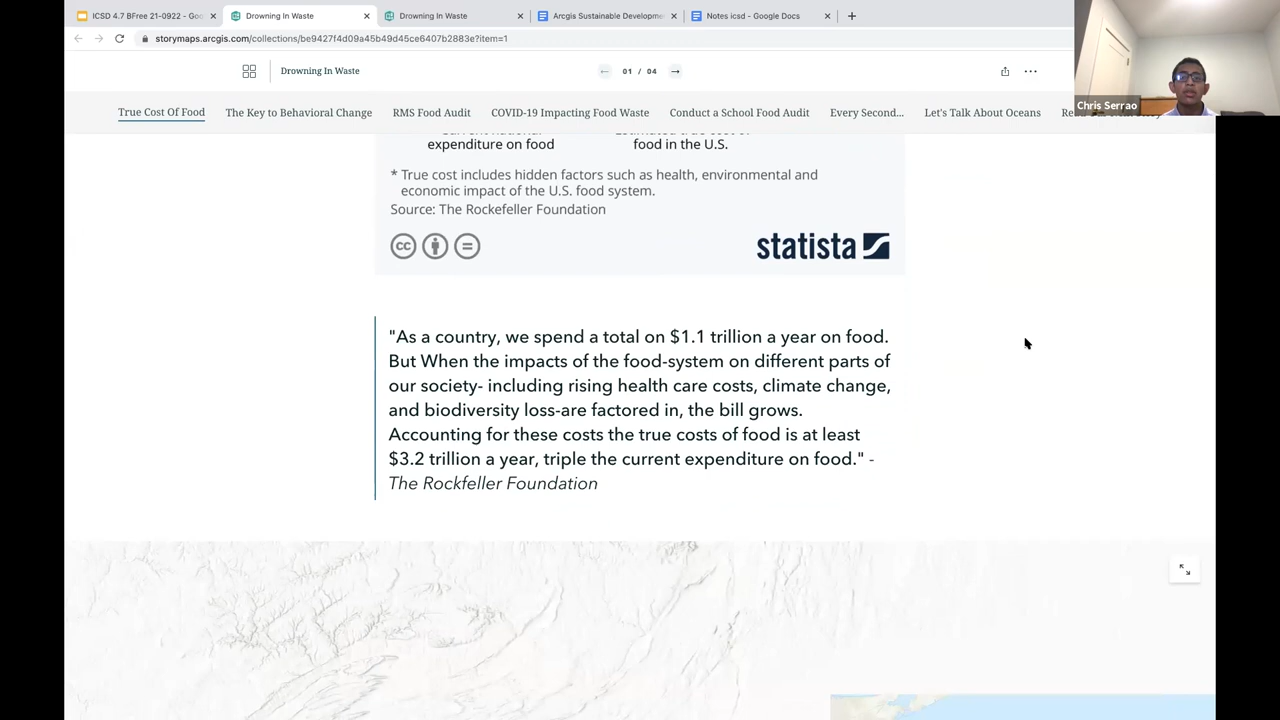 ICSD 4.7 BFree 21-0922 - Goo
Drowning In Waste
Drowning In Waste
Arcgis Sustainable Developme
Notes icsd - Google Docs
storymaps.arcgis.com/collections/be9427f4d09a45b49d45ce6407b2883e?item=1
Drowning In Waste
01 / 04
Chris Serrao
True Cost Of Food
The Key to Behavioral Change
RMS Food Audit
COVID-19 Impacting Food Waste
Conduct a School Food Audit
Every Second...
Let's Talk About Oceans
expenditure on food
food in the U.S.
* True cost includes hidden factors such as health, environmental and
economic impact of the U.S. food system.
Source: The Rockefeller Foundation
cc
statista
"As a country, we spend a total on $1.1 trillion a year on food.
But When the impacts of the food-system on different parts of
our society- including rising health care costs, climate change,
and biodiversity loss-are factored in, the bill grows.
Accounting for these costs the true costs of food is at least
$3.2 trillion a year, triple the current expenditure on food." -
The Rockfeller Foundation